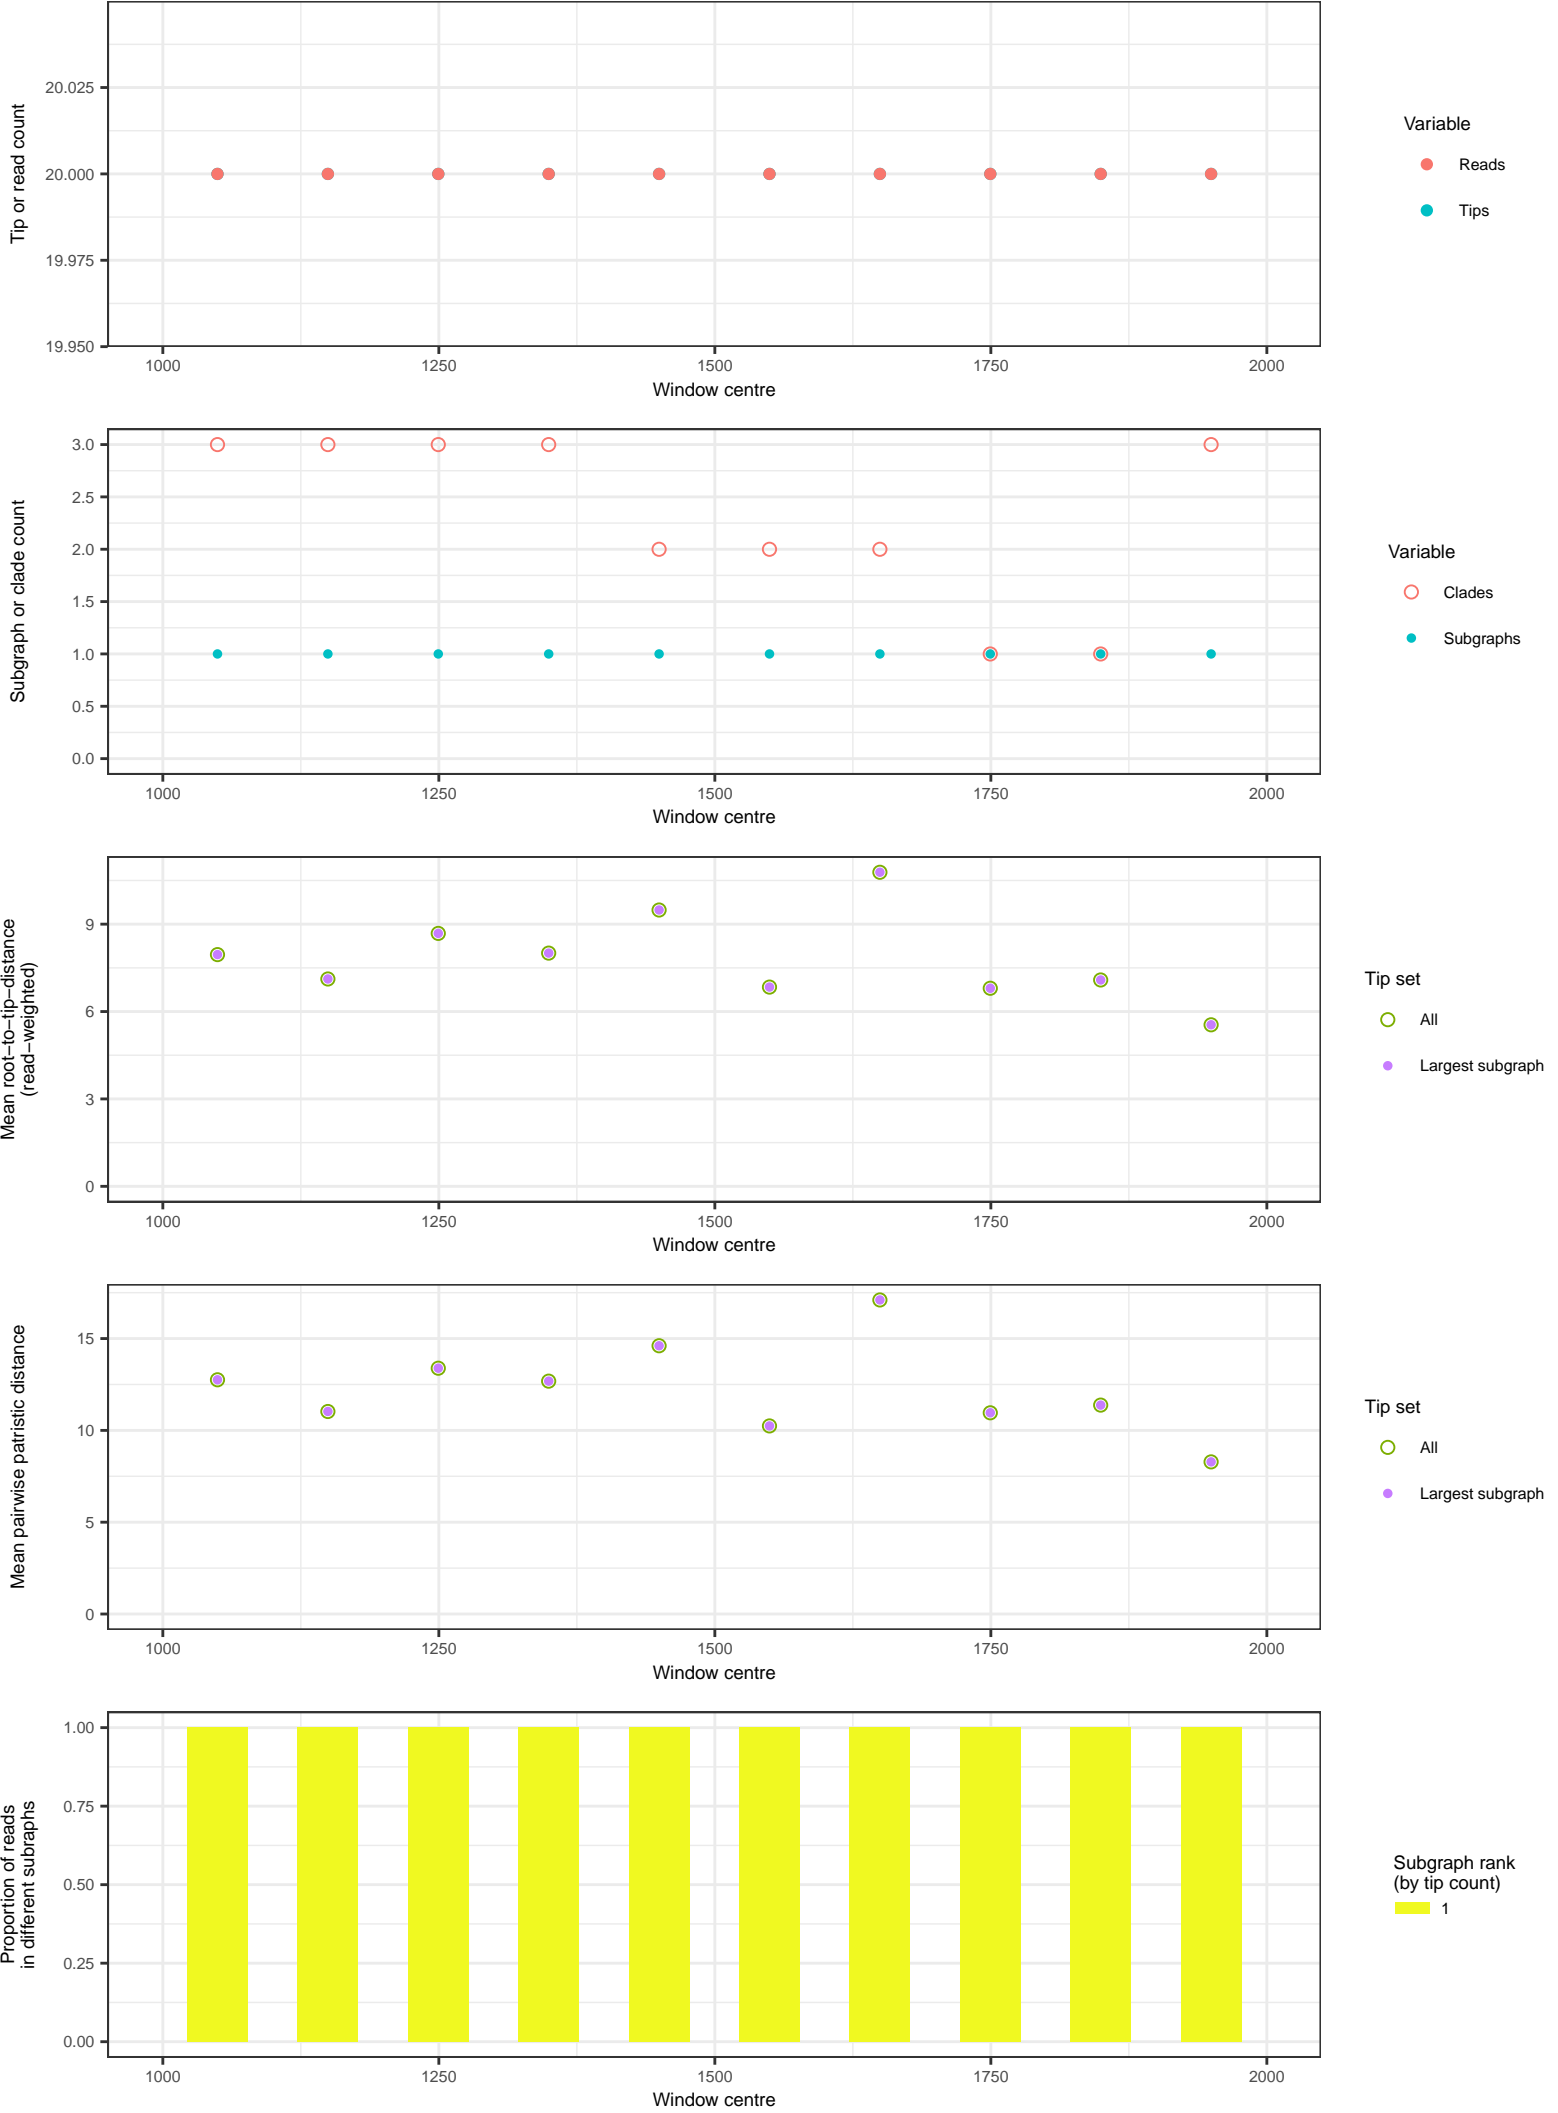 Tip or read count
20.025
20.000
19.975
19.950
1000
1250
1500
1750
2000
Window centre
Variable
Reads
Tips
Subgraph or clade count
3.0
2.5
2.0
1.5
1.0
0.5
0.0
1000
1250
1500
1750
2000
Window centre
Variable
Clades
Subgraphs
Mean root−to−tip−distance
(read−weighted)
9
6
3
0
1000
1250
1500
1750
2000
Window centre
Tip set
All
Largest subgraph
Mean pairwise patristic distance
15
10
5
0
1000
1250
1500
1750
2000
Window centre
Tip set
All
Largest subgraph
Proportion of reads
in different subraphs
1.00
0.75
0.50
0.25
0.00
1000
1250
1500
1750
2000
Window centre
Subgraph rank
(by tip count)
1